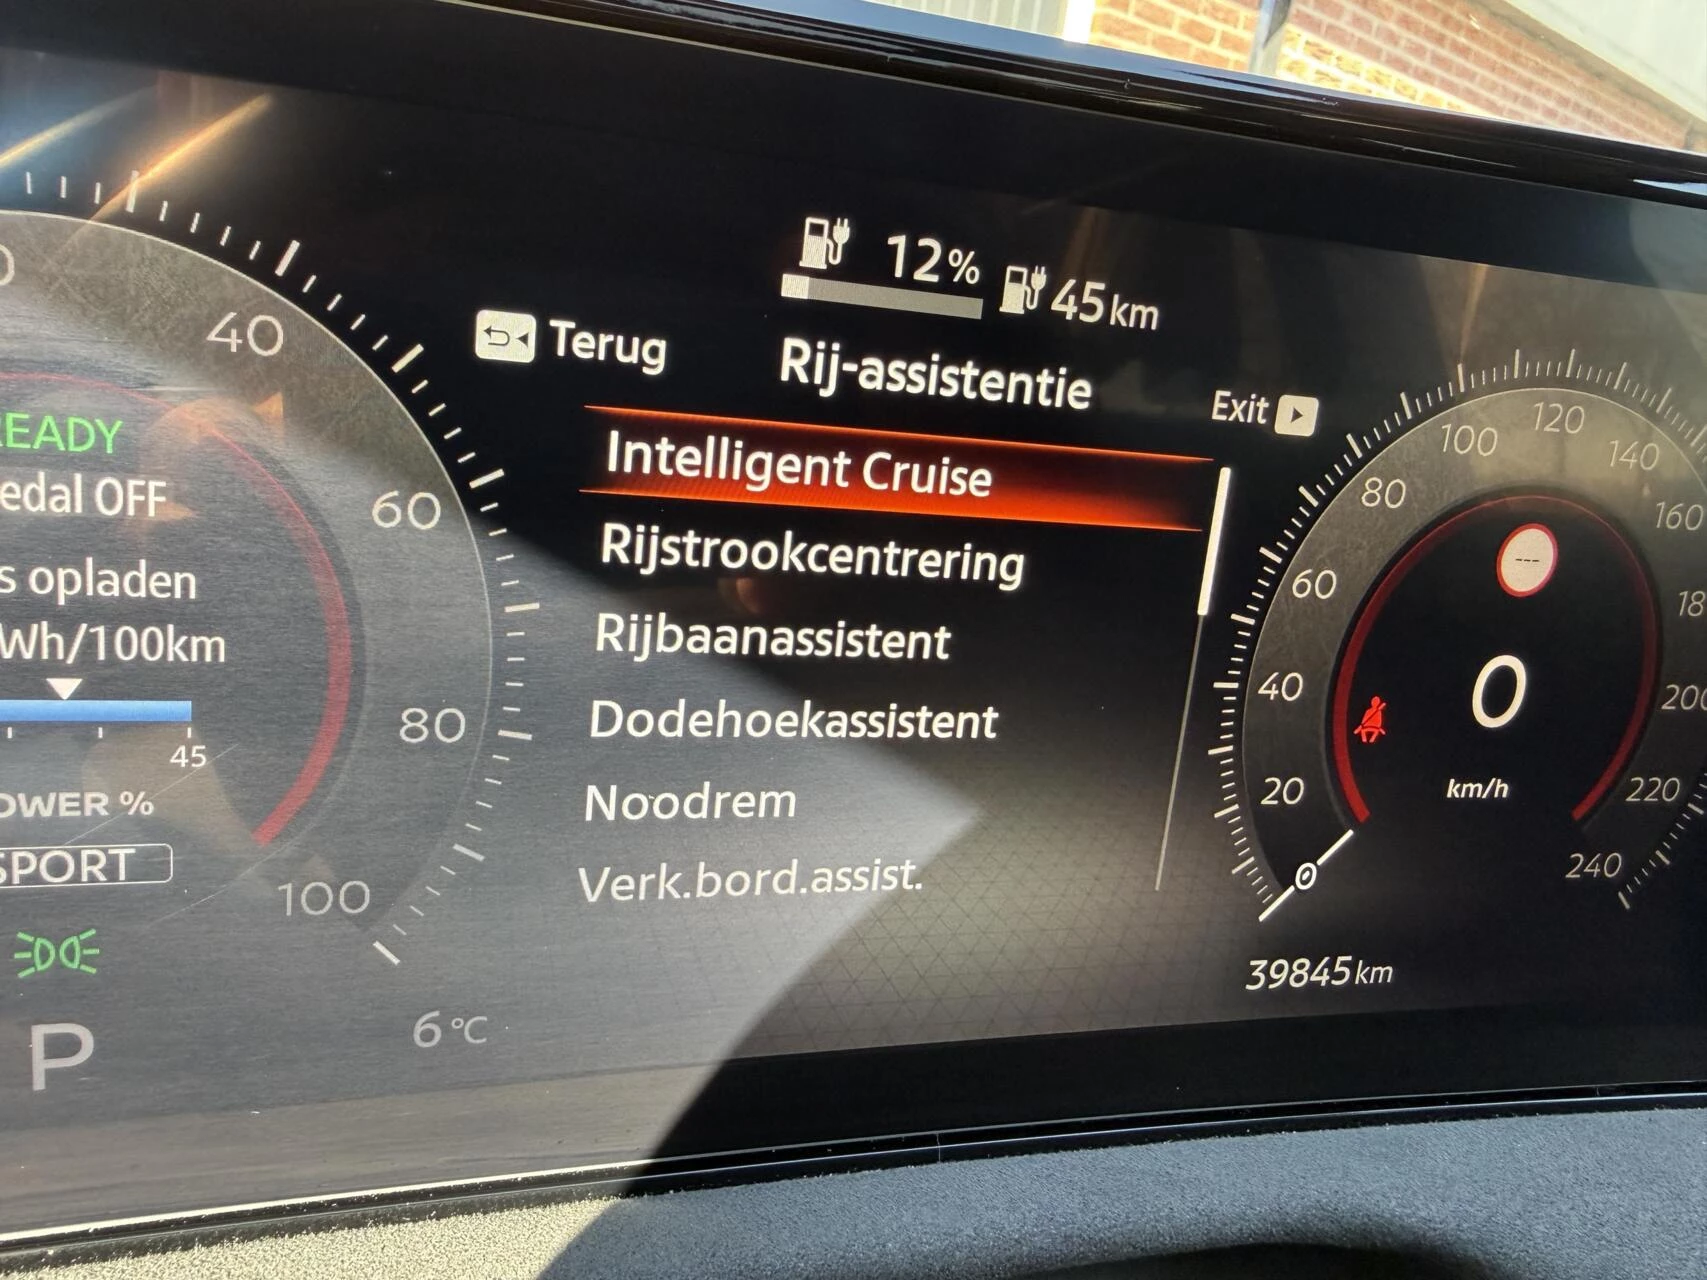 12% 45km
Terug
Rij-assistentie
Exit
Intelligent Cruise
Rijstrookcentrering
Rijbaanassistent
Dodehoekassistent
Noodrem
Verk.bord.assist.
40
60
80
100
READY
edal OFF
s opladen
Wh/100km
45
OWER %
SPORT
P
6°C
20
40
60
80
100
120
140
160
18
200
220
240
---
0
km/h
39845km